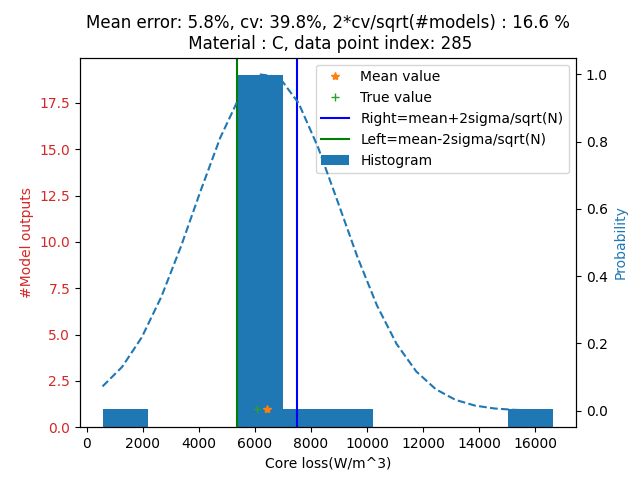 Mean error: 5.8%, cv: 39.8%, 2*cv/sqrt(#models) : 16.6 %
Material : C, data point index: 285
Mean value
True value
Right=mean+2sigma/sqrt(N)
Left=mean-2sigma/sqrt(N)
Histogram
#Model outputs
17.5
15.0
12.5
10.0
7.5
5.0
2.5
0.0
1.0
0.8
0.6
0.4
0.2
0.0
Probability
0 2000 4000 6000 8000 10000 12000 14000 16000
Core loss(W/m^3)